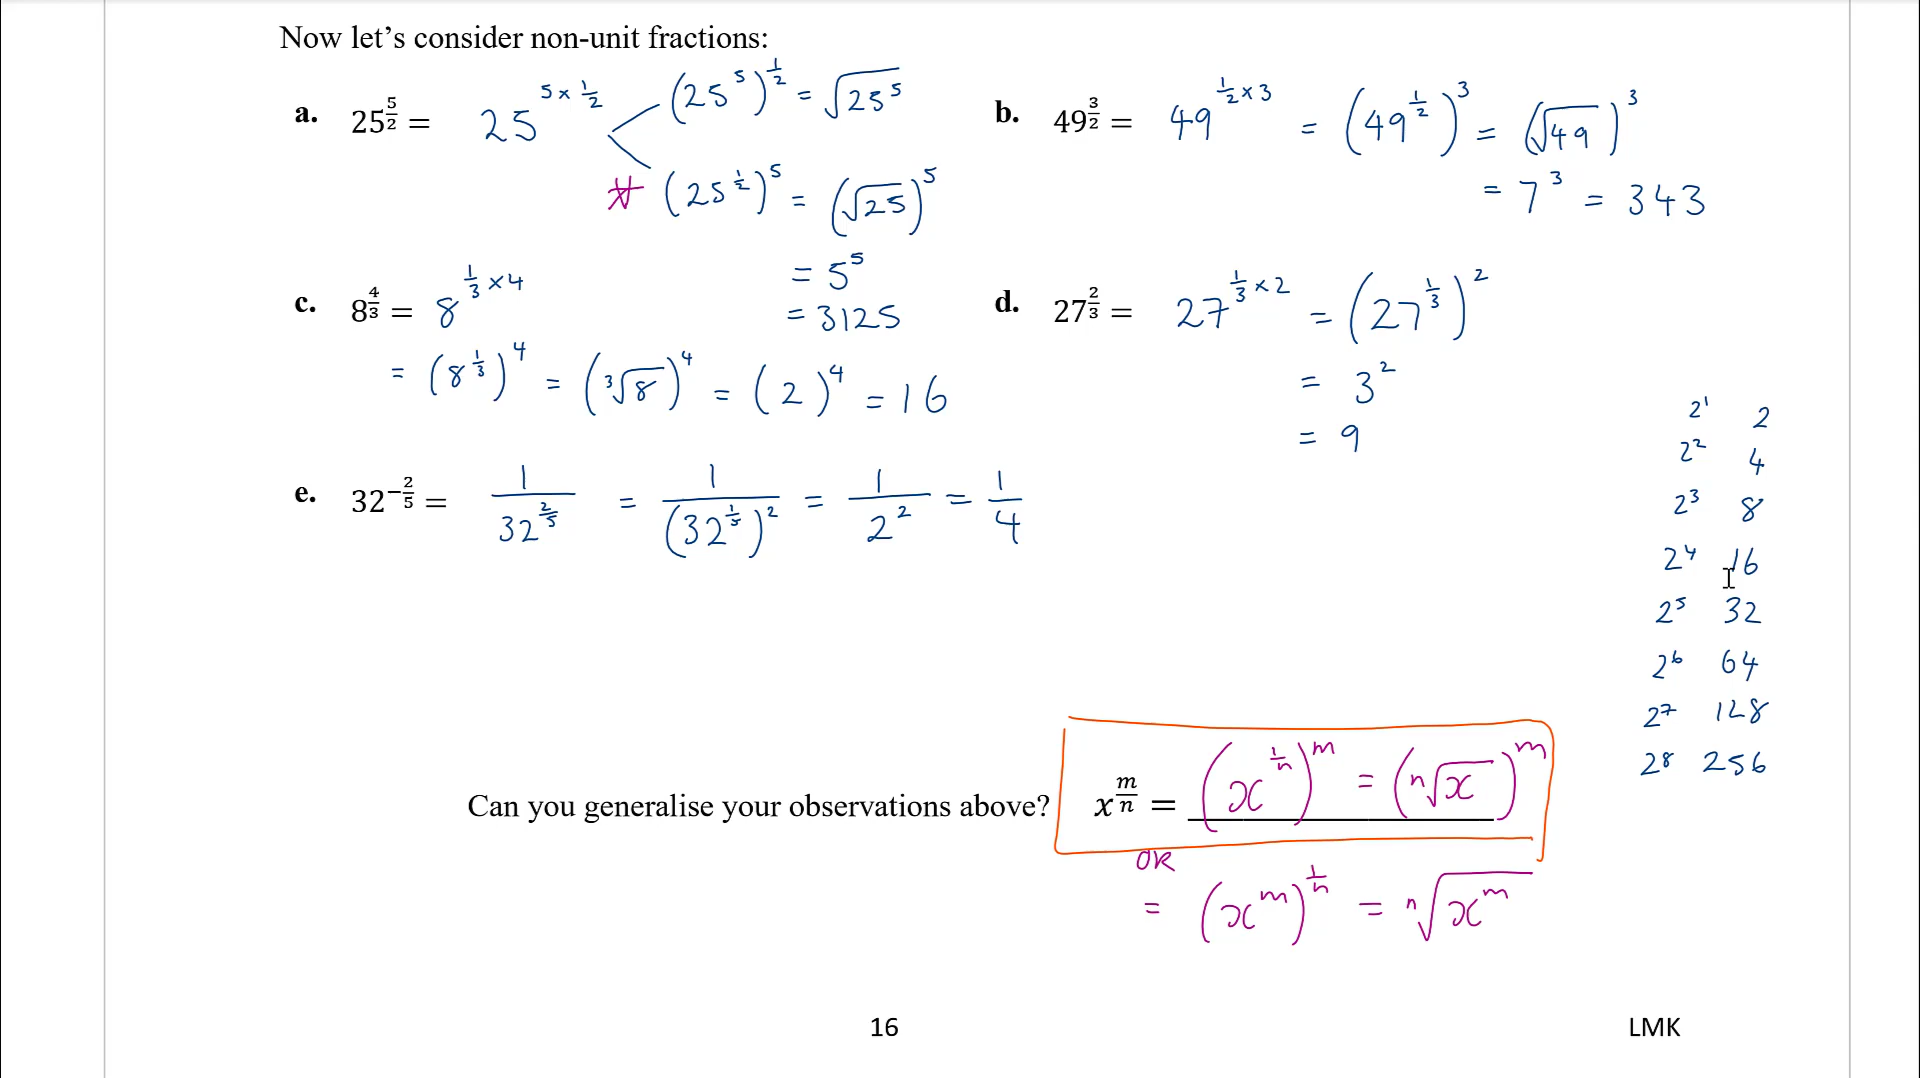 Now let's consider non-unit fractions:
a. 25^(5/2) = 25^(5 × 1/2)
(25^5)^(1/2) = √(25^5)
* (25^(1/2))^5 = (√25)^5
= 5^5
= 3125
b. 49^(3/2) = 49^(1/2 × 3) = (49^(1/2))^3 = (√49)^3
= 7^3 = 343
c. 8^(4/3) = 8^(1/3 × 4)
= (8^(1/3))^4 = (³√8)^4 = (2)^4 = 16
d. 27^(2/3) = 27^(1/3 × 2) = (27^(1/3))^2
= 3^2
= 9
e. 32^(-2/5) = 1/32^(2/5) = 1/(32^(1/5))^2 = 1/2^2 = 1/4
2^1 2
2^2 4
2^3 8
2^4 16
2^5 32
2^6 64
2^7 128
2^8 256
Can you generalise your observations above? x^(m/n) = (x^(1/n))^m = (ⁿ√x)^m
OR
= (x^m)^(1/n) = ⁿ√(x^m)
16 LMK